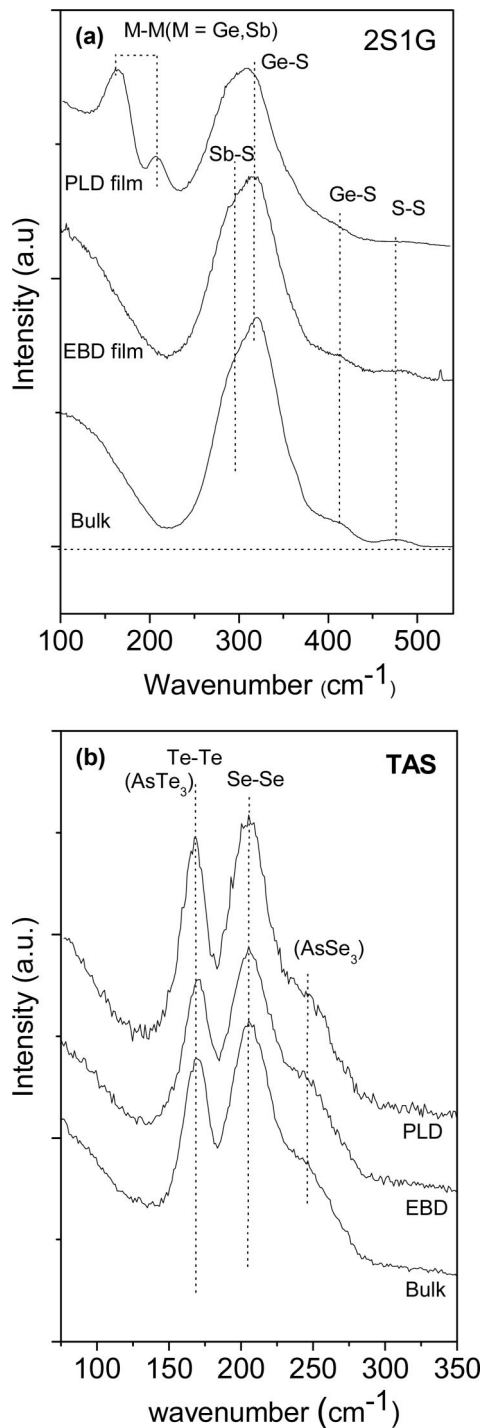 (a)
M-M(M = Ge,Sb)
2S1G
Ge-S
Sb-S
PLD film
Ge-S
S-S
EBD film
Bulk
Intensity (a.u)
100 200 300 400 500
Wavenumber (cm-1)
(b)
TAS
Te-Te
(AsTe3)
Se-Se
(AsSe3)
PLD
EBD
Bulk
Intensity (a.u.)
100 150 200 250 300 350
wavenumber (cm-1)